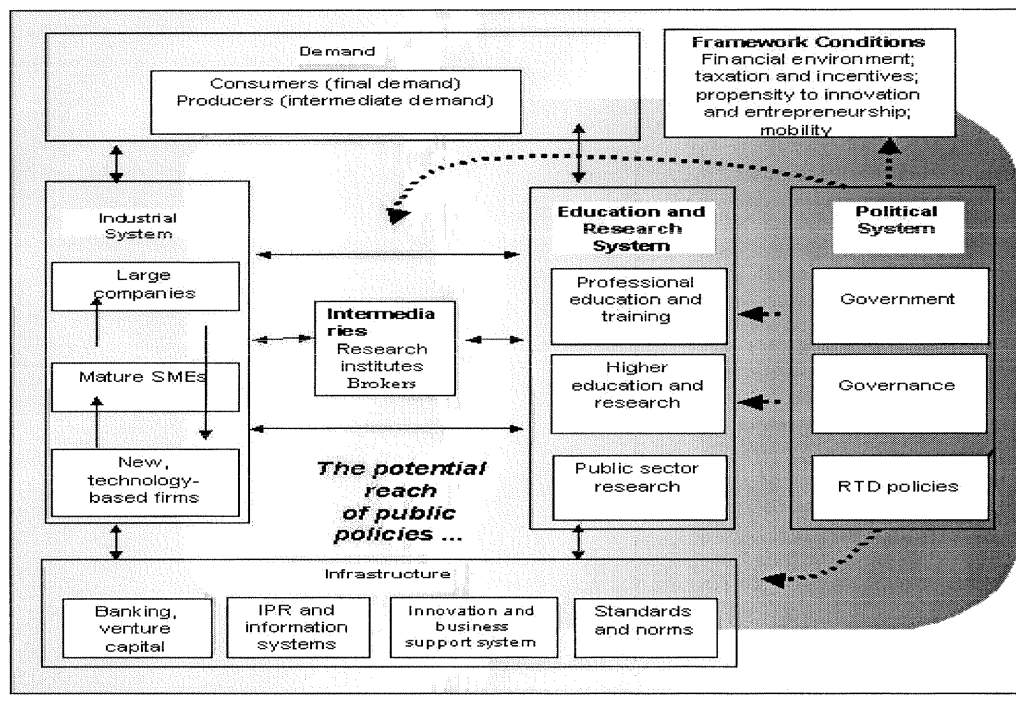 Demand
Consumers (final demand)
Producers (intermediate demand)
Framework Conditions
Financial environment;
taxation and incentives;
propensity to innovation
and entrepreneurship;
mobility
Industrial
System
Large
companies
Mature SMEs
New,
technology-
based firms
Intermedia
ries
Research
institutes
Brokers
The potential
reach
of public
policies ...
Education and
Research
System
Professional
education and
training
Higher
education and
research
Public sector
research
Political
System
Government
Governance
RTD policies
Infrastructure
Banking,
venture
capital
IPR and
information
systems
Innovation and
business
support system
Standards
and norms